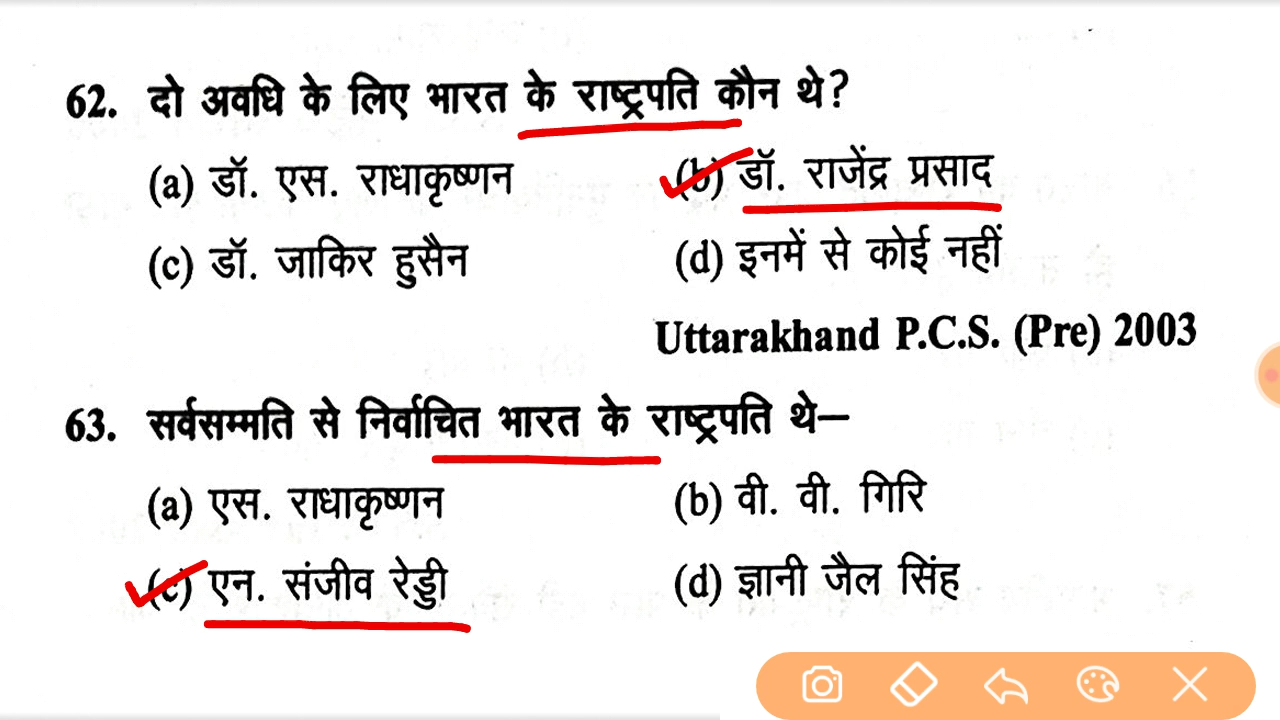 62. दो अवधि के लिए भारत के राष्ट्रपति कौन थे?
(a) डॉ. एस. राधाकृष्णन (b) डॉ. राजेंद्र प्रसाद
(c) डॉ. जाकिर हुसैन (d) इनमें से कोई नहीं
Uttarakhand P.C.S. (Pre) 2003
63. सर्वसम्मति से निर्वाचित भारत के राष्ट्रपति थे–
(a) एस. राधाकृष्णन (b) वी. वी. गिरि
(c) एन. संजीव रेड्डी (d) ज्ञानी जैल सिंह